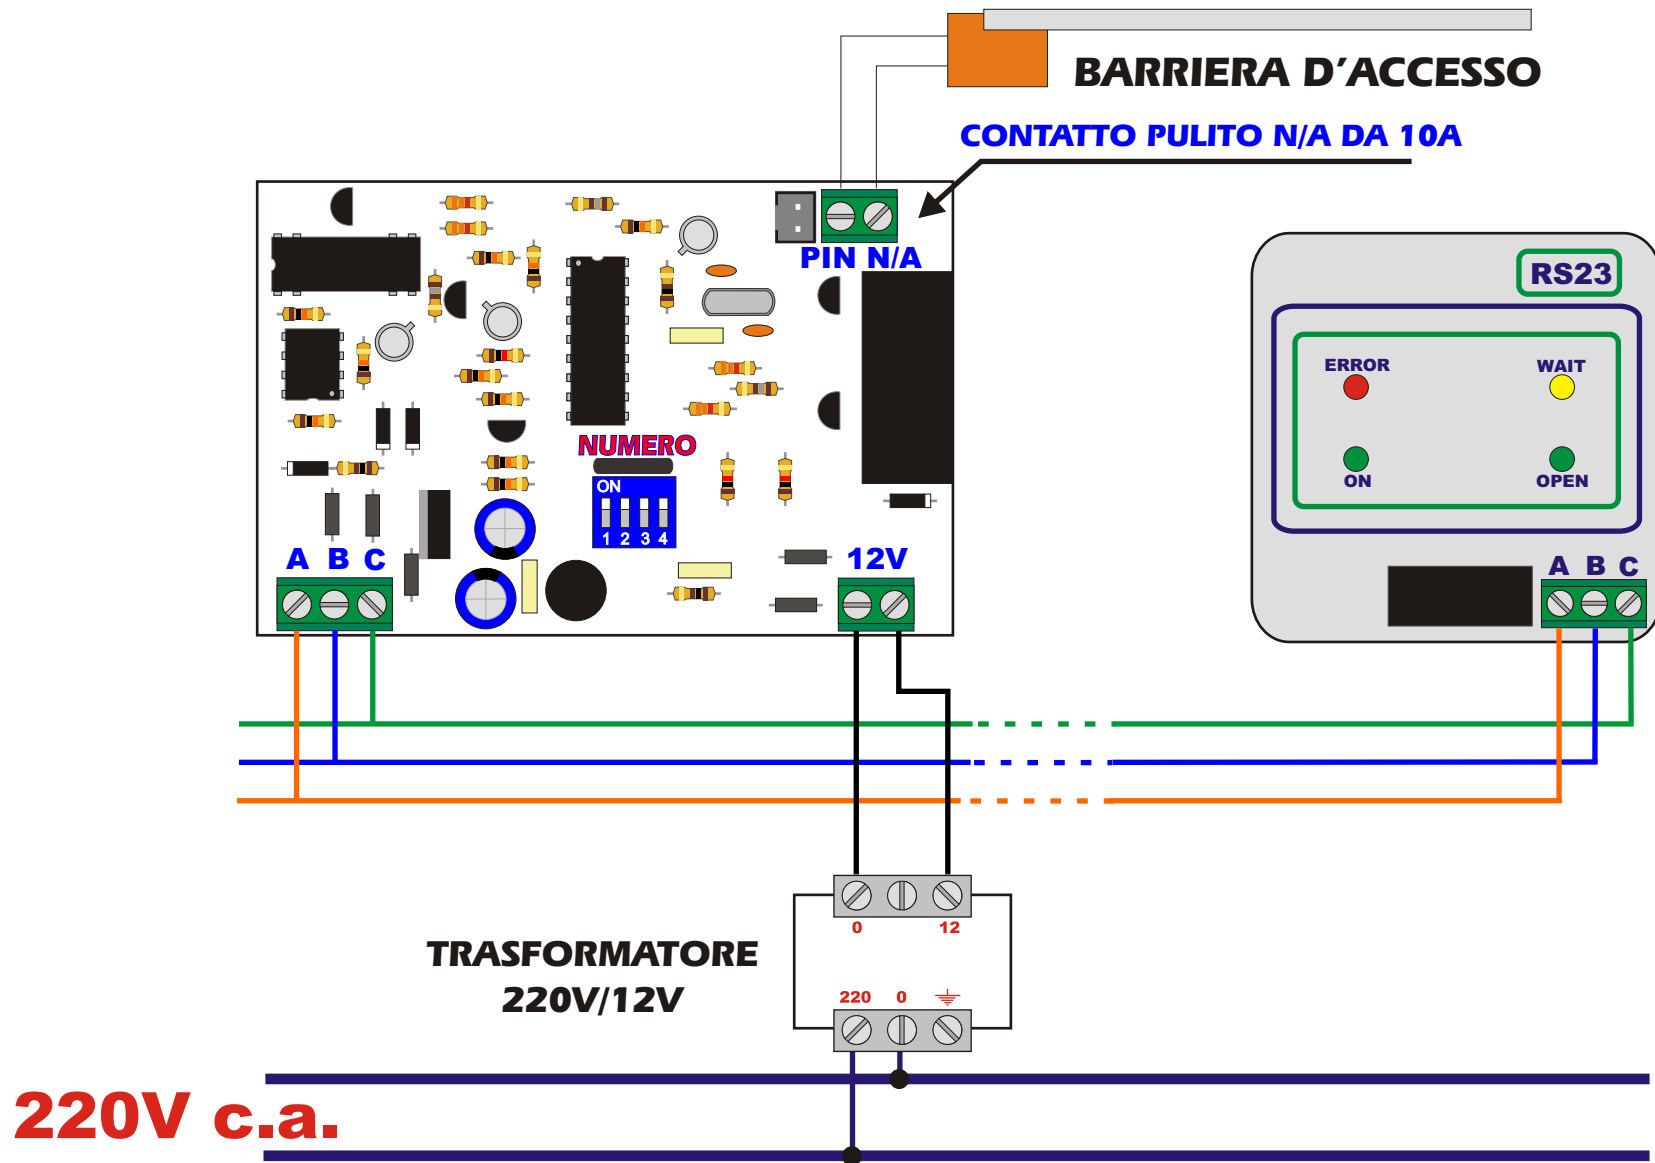 BARRIERA D'ACCESSO
CONTATTO PULITO N/A DA 10A
PIN N/A
RS23
ERROR
WAIT
ON
OPEN
NUMERO
ON
1 2 3 4
A B C
12V
A B C
0
12
TRASFORMATORE
220V/12V
220
0
220V c.a.